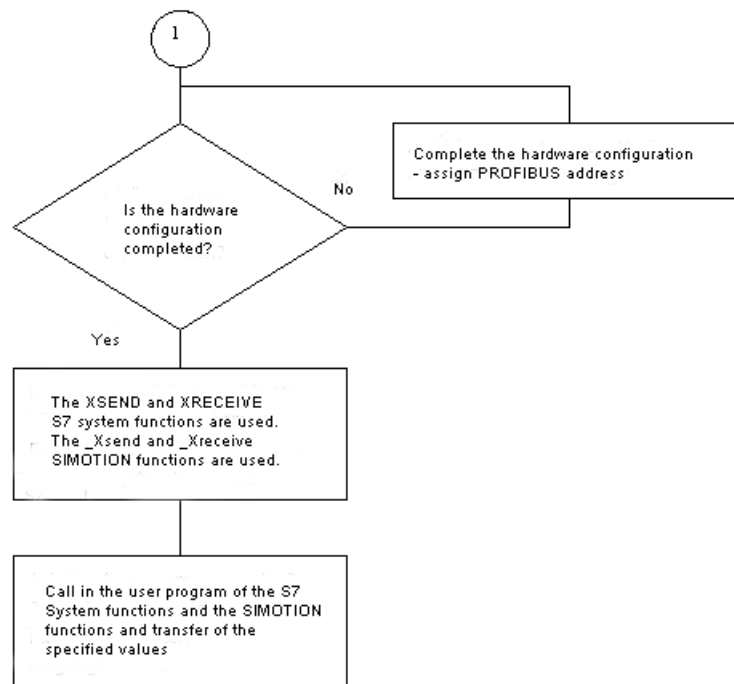 1
Complete the hardware configuration
- assign PROFIBUS address
No
Is the hardware
configuration
completed?
Yes
The XSEND and XRECEIVE
S7 system functions are used.
The _Xsend and _Xreceive
SIMOTION functions are used.
Call in the user program of the S7
System functions and the SIMOTION
functions and transfer of the
specified values